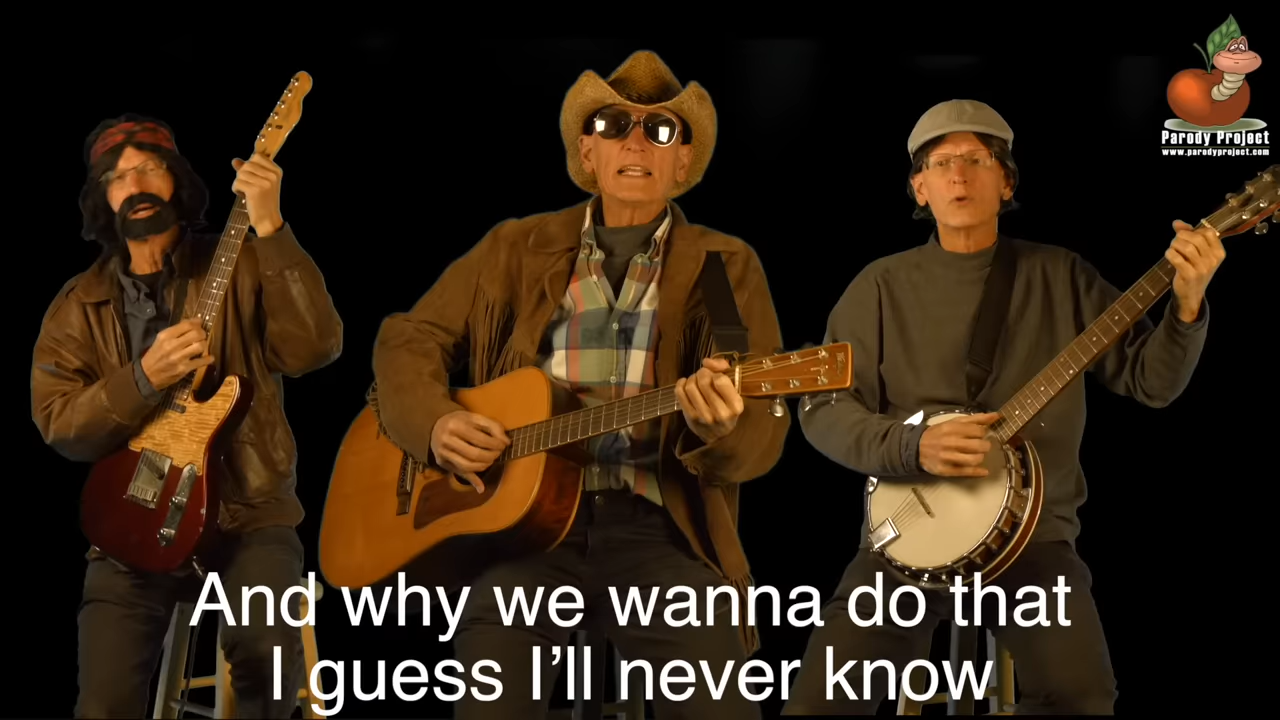 Parody Project
www.parodyproject.com
And why we wanna do that
I guess I'll never know